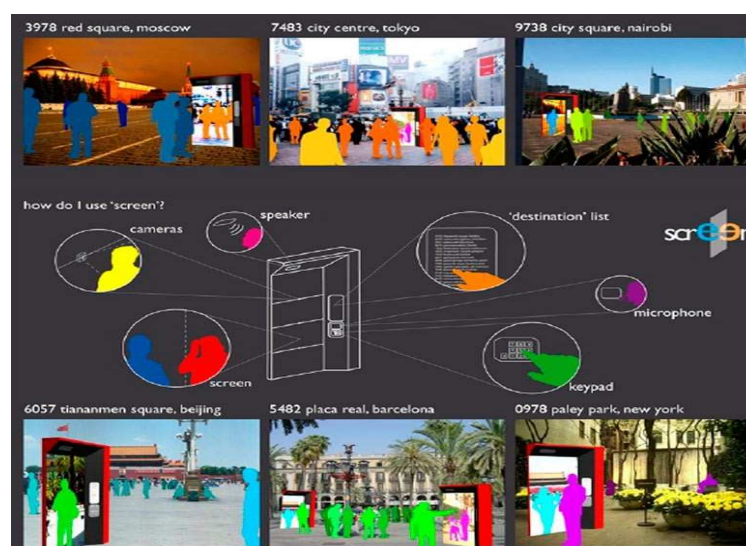 3978 red square, moscow
7483 city centre, tokyo
9738 city square, nairobi
how do I use 'screen'?
speaker
'destination' list
cameras
screen
microphone
screen
keypad
6057 tiananmen square, beijing
5482 placa real, barcelona
0978 paley park, new york